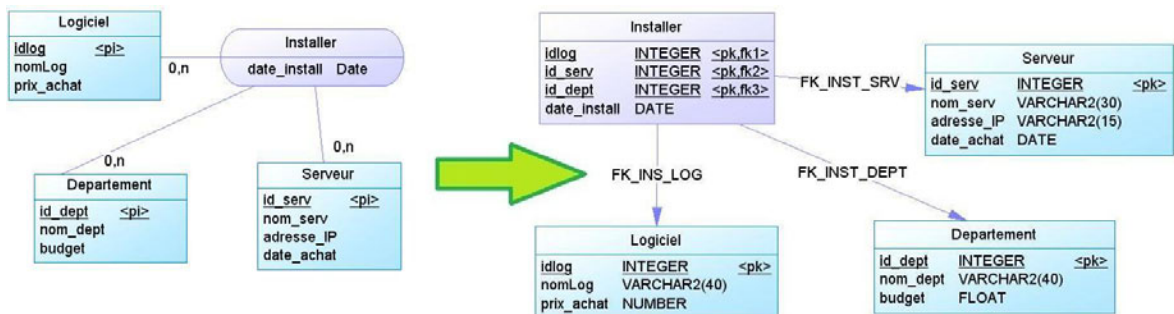 Logiciel
idlog <pi>
nomLog
prix_achat
0,n
Installer
date_install Date
0,n
Departement
id_dept <pi>
nom_dept
budget
0,n
Serveur
id_serv <pi>
nom_serv
adresse_IP
date_achat
Installer
idlog INTEGER <pk,fk1>
id_serv INTEGER <pk,fk2>
id_dept INTEGER <pk,fk3>
date_install DATE
FK_INST_SRV
Serveur
id_serv INTEGER <pk>
nom_serv VARCHAR2(30)
adresse_IP VARCHAR2(15)
date_achat DATE
FK_INS_LOG
FK_INST_DEPT
Logiciel
idlog INTEGER <pk>
nomLog VARCHAR2(40)
prix_achat NUMBER
Departement
id_dept INTEGER <pk>
nom_dept VARCHAR2(40)
budget FLOAT